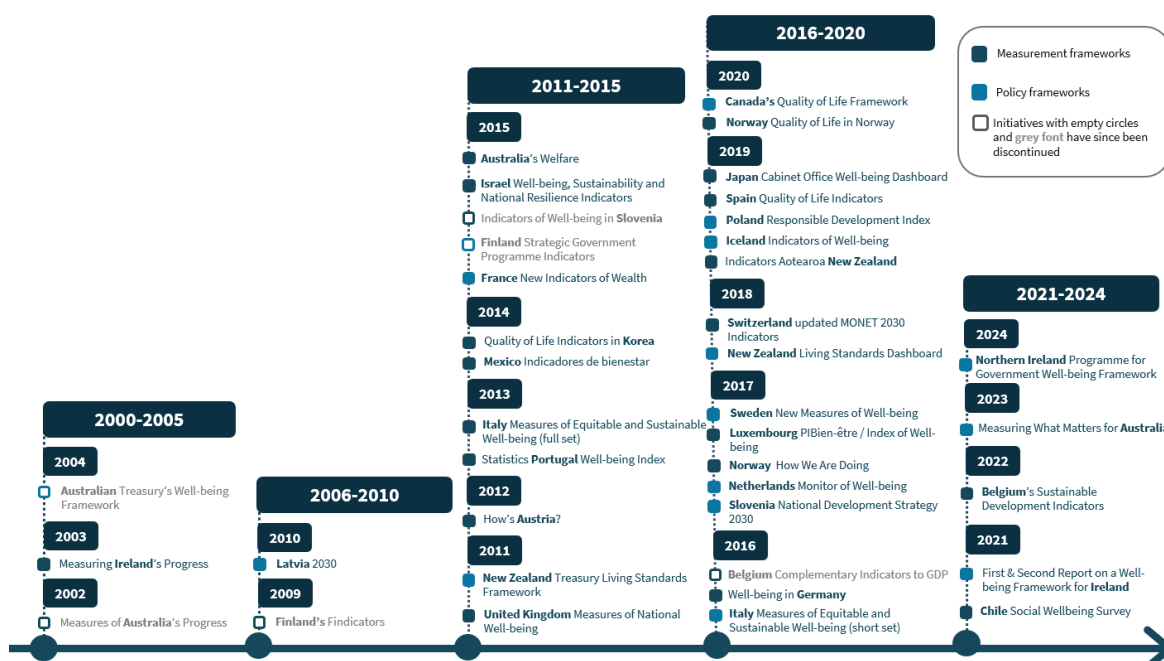 2000-2005
2004
Australian Treasury's Well-being
Framework
2003
Measuring Ireland's Progress
2002
Measures of Australia's Progress
2006-2010
2010
Latvia 2030
2009
Finland's Findicators
2011-2015
2015
Australia's Welfare
Israel Well-being, Sustainability and
National Resilience Indicators
Indicators of Well-being in Slovenia
Finland Strategic Government
Programme Indicators
France New Indicators of Wealth
2014
Quality of Life Indicators in Korea
Mexico Indicadores de bienestar
2013
Italy Measures of Equitable and Sustainable
Well-being (full set)
Statistics Portugal Well-being Index
2012
How's Austria?
2011
New Zealand Treasury Living Standards
Framework
United Kingdom Measures of National
Well-being
2016-2020
2020
Canada's Quality of Life Framework
Norway Quality of Life in Norway
2019
Japan Cabinet Office Well-being Dashboard
Spain Quality of Life Indicators
Poland Responsible Development Index
Iceland Indicators of Well-being
Indicators Aotearoa New Zealand
2018
Switzerland updated MONET 2030
Indicators
New Zealand Living Standards Dashboard
2017
Sweden New Measures of Well-being
Luxembourg PIBien-être / Index of Well-
being
Norway How We Are Doing
Netherlands Monitor of Well-being
Slovenia National Development Strategy
2030
2016
Belgium Complementary Indicators to GDP
Well-being in Germany
Italy Measures of Equitable and
Sustainable Well-being (short set)
2021-2024
2024
Northern Ireland Programme for
Government Well-being Framework
2023
Measuring What Matters for Australia
2022
Belgium's Sustainable
Development Indicators
2021
First & Second Report on a Well-
being Framework for Ireland
Chile Social Wellbeing Survey
Measurement frameworks
Policy frameworks
Initiatives with empty circles
and grey font have since been
discontinued